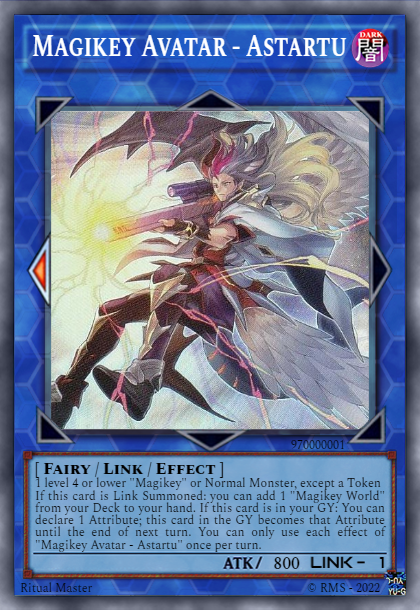 Magikey Avatar - Astartu
DARK
闇
970000001
[ Fairy / Link / Effect ]
1 level 4 or lower "Magikey" or Normal Monster, except a Token
If this card is Link Summoned: you can add 1 "Magikey World"
from your Deck to your hand. If this card is in your GY: You can
declare 1 Attribute; this card in the GY becomes that Attribute
until the end of next turn. You can only use each effect of
"Magikey Avatar - Astartu" once per turn.
ATK/ 800 LINK - 1
Ritual Master
© RMS - 2022